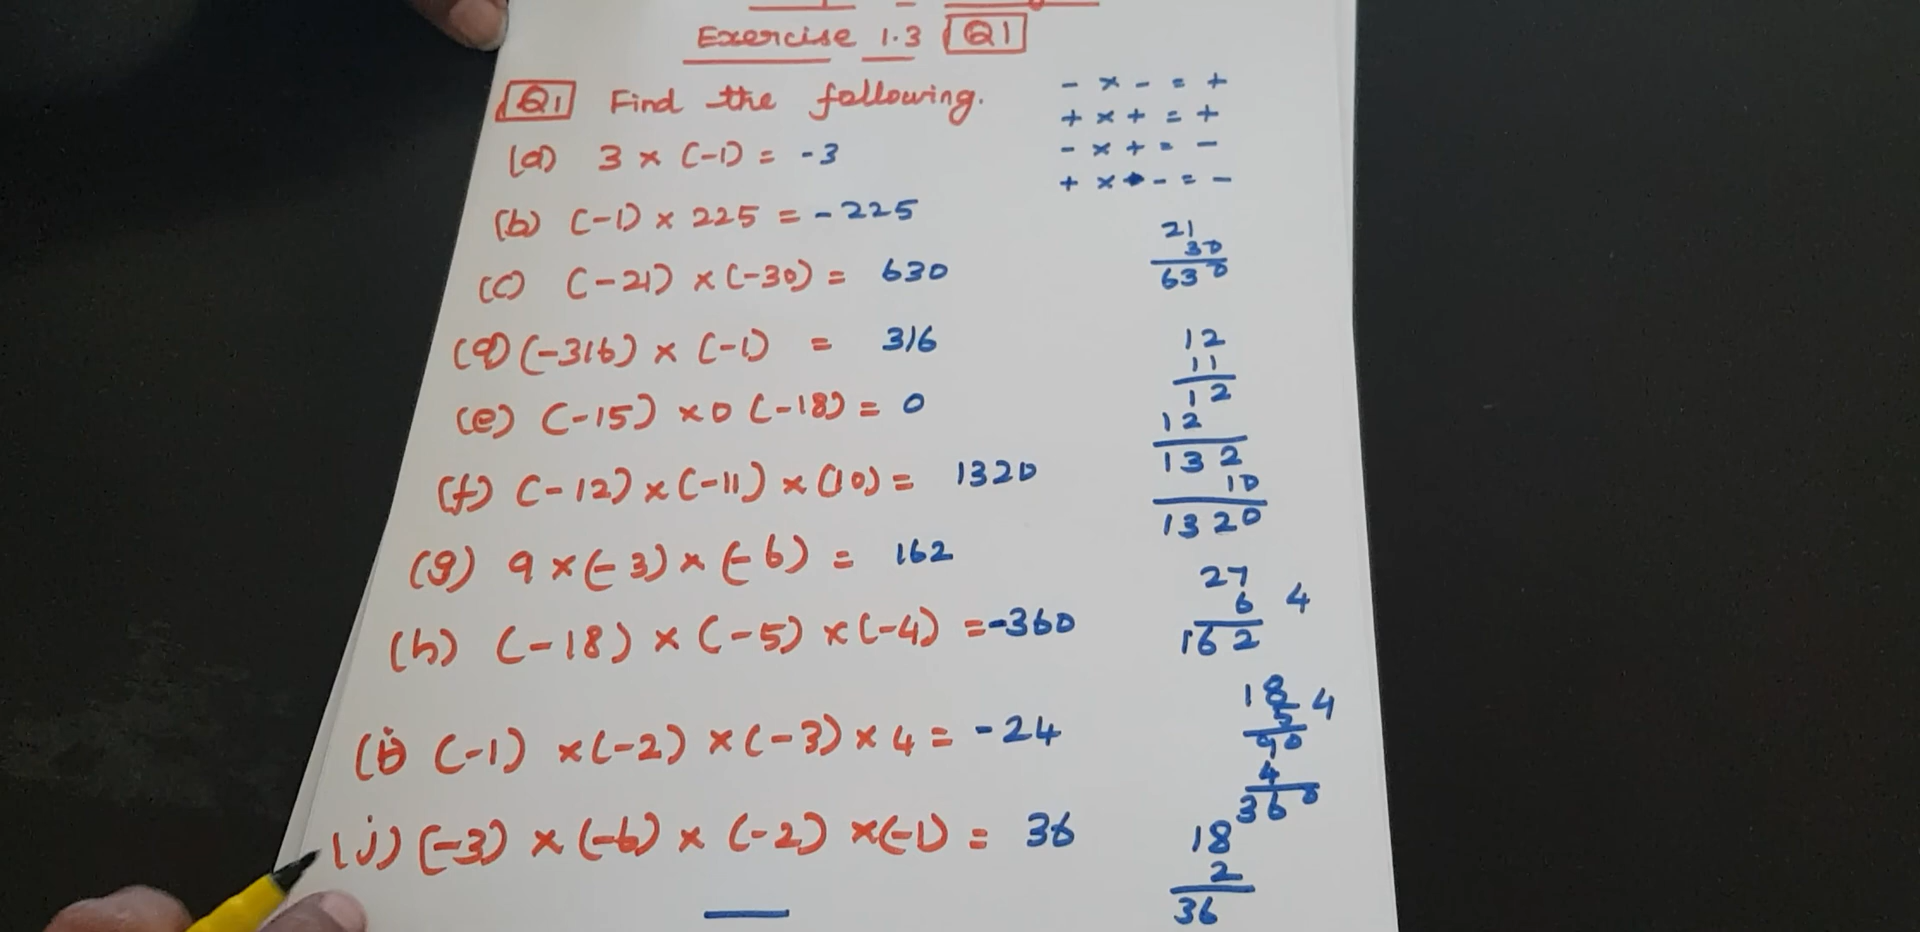 Exercise 1.3 Q1
Q1 Find the following.
(a) 3 × (-1) = -3
(b) (-1) × 225 = -225
(c) (-21) × (-30) = 630
(d) (-316) × (-1) = 316
(e) (-15) × 0 (-18) = 0
(f) (-12) × (-11) × (10) = 1320
(g) 9 × (-3) × (-6) = 162
(h) (-18) × (-5) × (-4) = -360
(i) (-1) × (-2) × (-3) × 4 = -24
(j) (-3) × (-6) × (-2) × (-1) = 36
- × - = +
+ × + = +
- × + = -
+ × - = -
21
30
630
12
11
12
12
132
10
1320
27
6 4
162
18 4
5
90
4
360
18
2
36